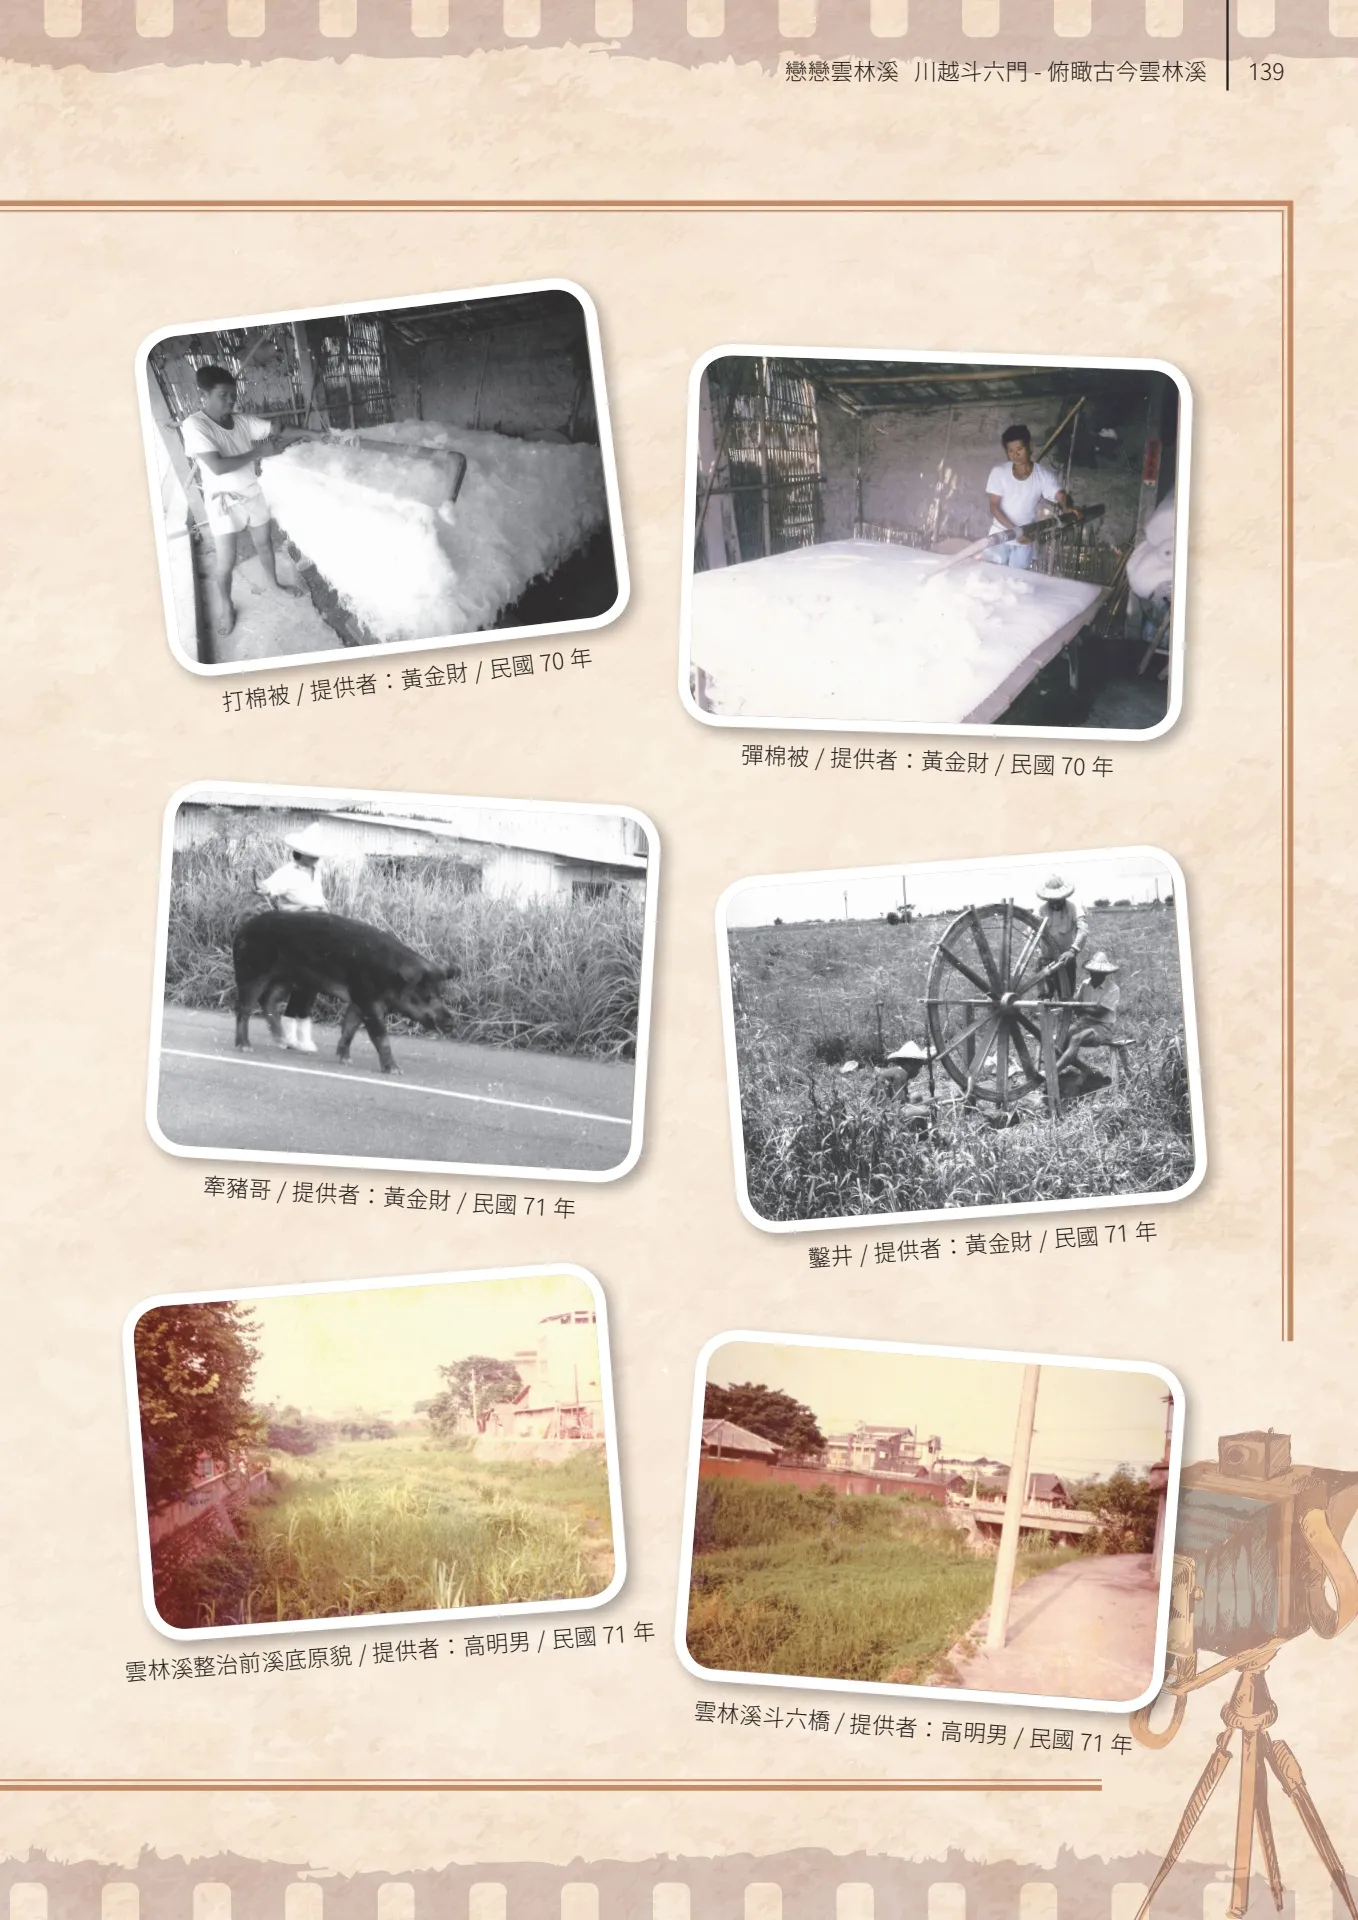 戀戀雲林溪 川越斗六門 - 俯瞰古今雲林溪 139
打棉被 / 提供者：黃金財 / 民國 70 年
彈棉被 / 提供者：黃金財 / 民國 70 年
牽豬哥 / 提供者：黃金財 / 民國 71 年
鑿井 / 提供者：黃金財 / 民國 71 年
雲林溪整治前溪底原貌 / 提供者：高明男 / 民國 71 年
雲林溪斗六橋 / 提供者：高明男 / 民國 71 年